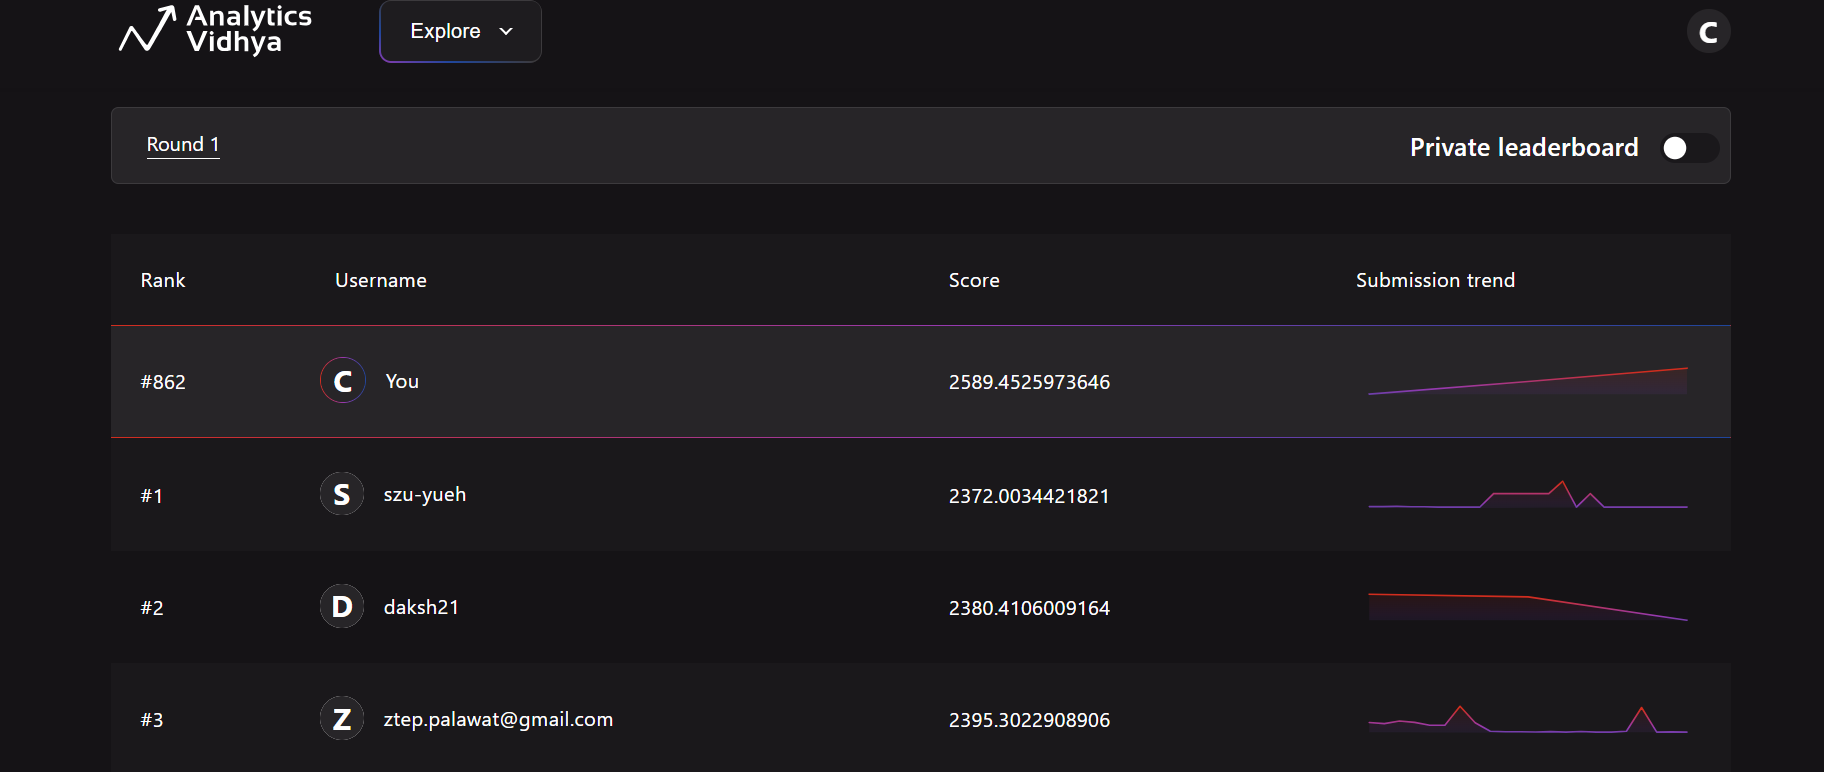 Analytics
Vidhya
Explore
C
Round 1
Private leaderboard
Rank Username Score Submission trend
#862 C You 2589.4525973646
#1 S szu-yueh 2372.0034421821
#2 D daksh21 2380.4106009164
#3 Z ztep.palawat@gmail.com 2395.3022908906